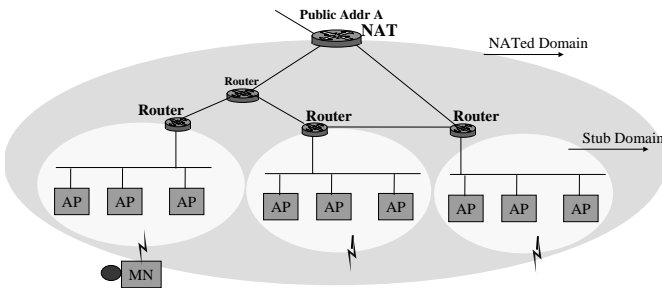 Public Addr A
NAT
NATed Domain
Router
Router
Router
Router
Stub Domain
AP
AP
AP
AP
AP
AP
AP
AP
AP
MN